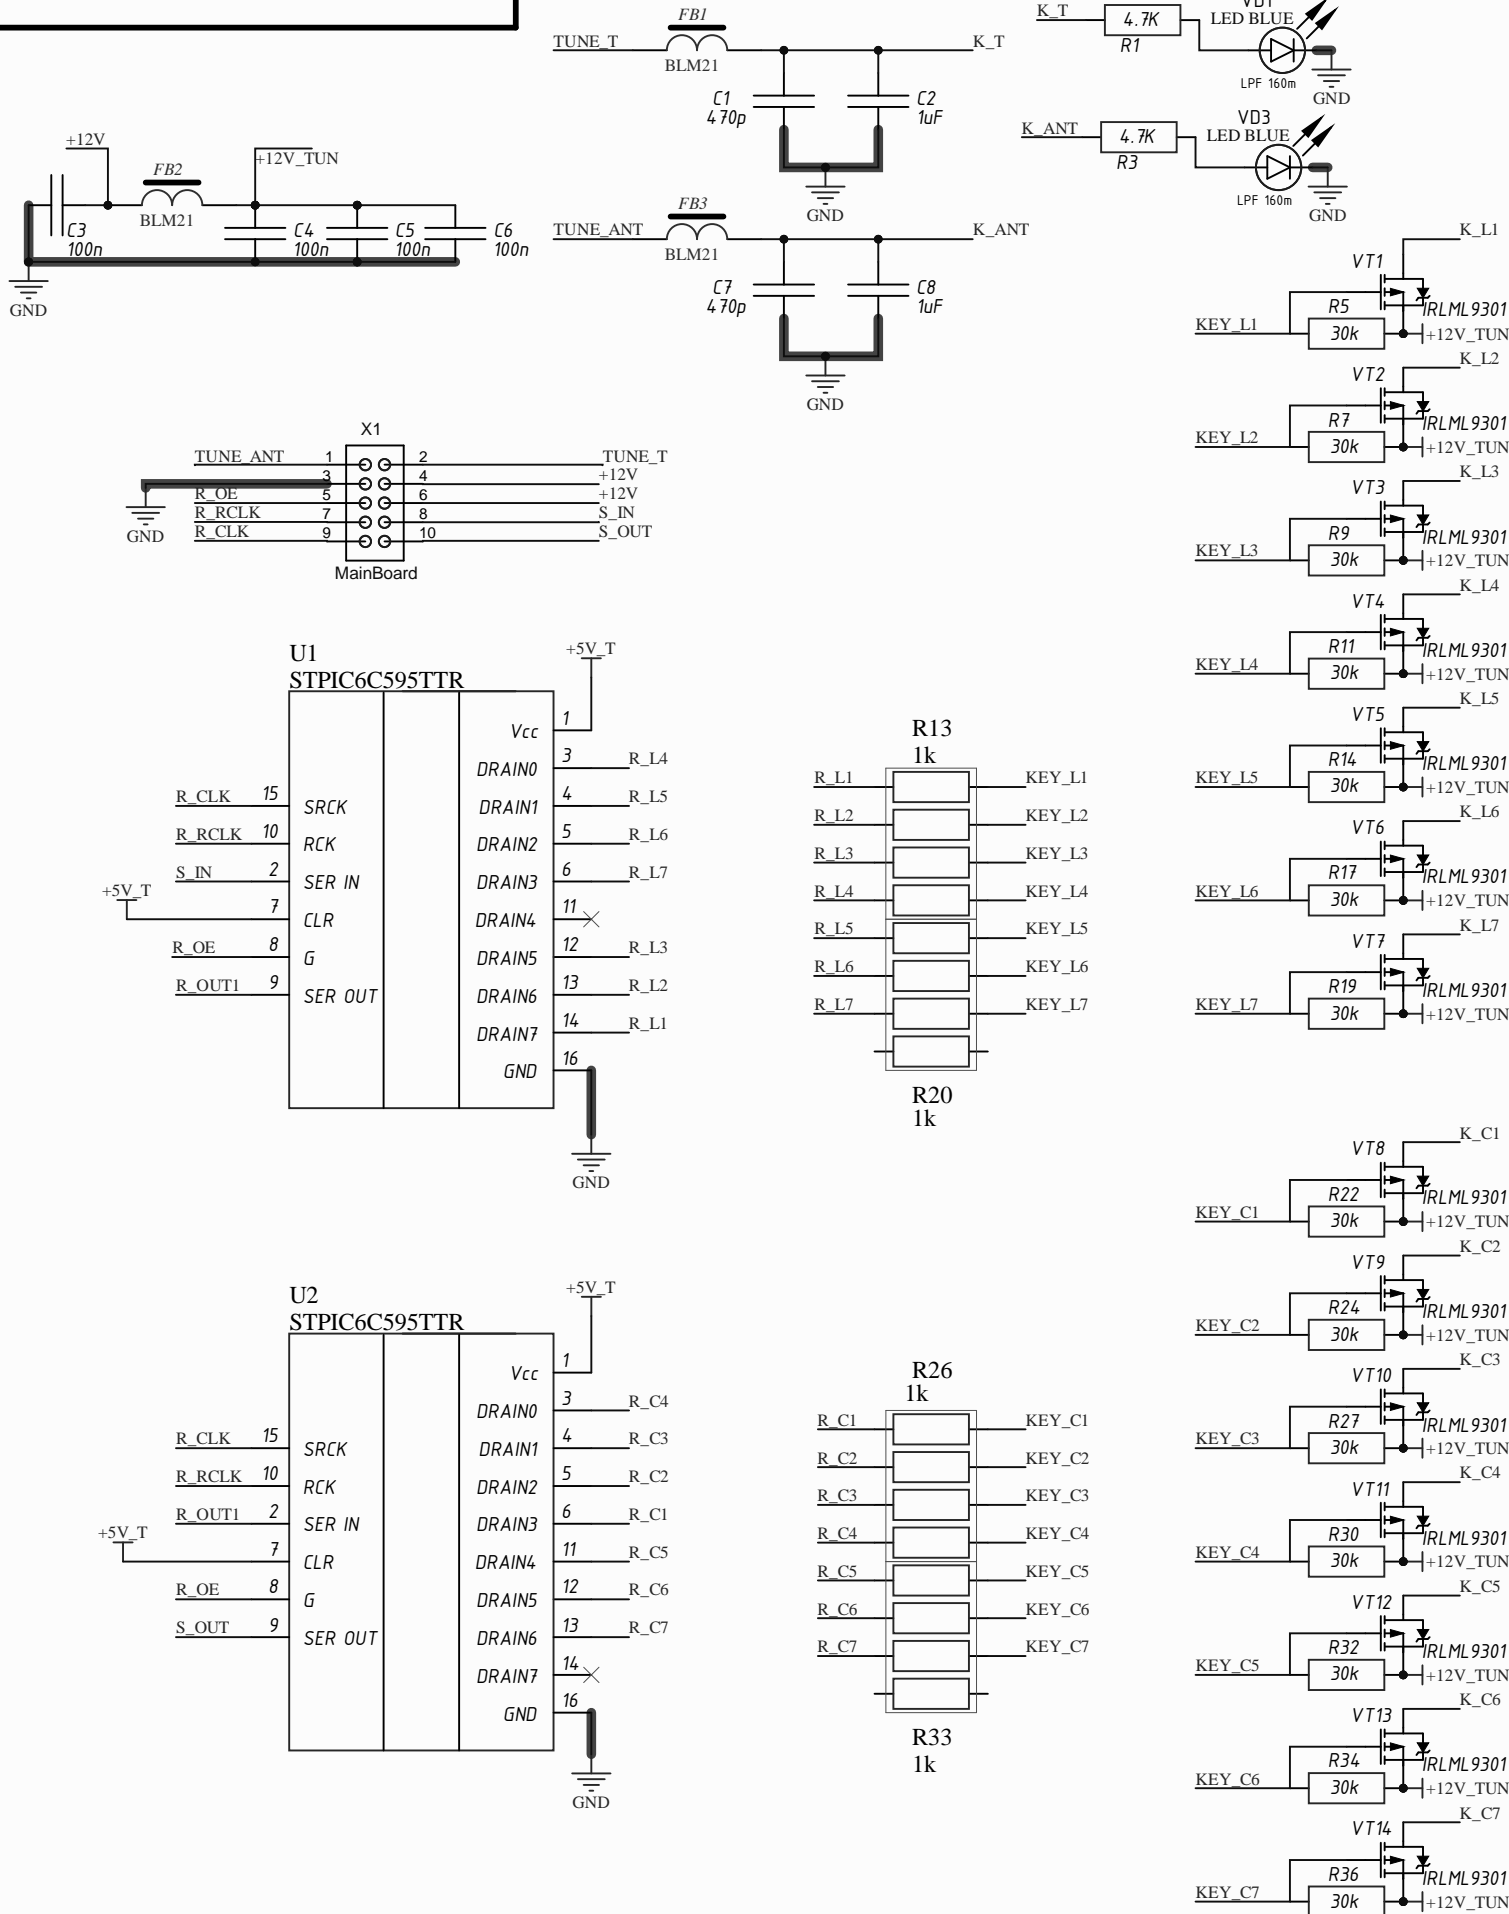 FB1
TUNE_T
K_T
BLM21
C1
470p
C2
1uF
GND
K_T
4.7K
R1
VD1
LED BLUE
LPF 160m
GND
K_ANT
4.7K
R3
VD3
LED BLUE
LPF 160m
GND
+12V
FB2
+12V_TUN
BLM21
C3
100n
C4
100n
C5
100n
C6
100n
GND
FB3
TUNE_ANT
K_ANT
BLM21
C7
470p
C8
1uF
GND
X1
TUNE_ANT 1 2 TUNE_T
3 4 +12V
R_OE 5 6 +12V
R_RCLK 7 8 S_IN
R_CLK 9 10 S_OUT
GND
MainBoard
U1
STPIC6C595TTR
+5V_T
Vcc 1
DRAIN0 3 R_L4
R_CLK 15 SRCK DRAIN1 4 R_L5
R_RCLK 10 RCK DRAIN2 5 R_L6
S_IN 2 SER IN DRAIN3 6 R_L7
+5V_T 7 CLR DRAIN4 11
R_OE 8 G DRAIN5 12 R_L3
R_OUT1 9 SER OUT DRAIN6 13 R_L2
DRAIN7 14 R_L1
GND 16
GND
R13
1k
R_L1 KEY_L1
R_L2 KEY_L2
R_L3 KEY_L3
R_L4 KEY_L4
R_L5 KEY_L5
R_L6 KEY_L6
R_L7 KEY_L7
R20
1k
U2
STPIC6C595TTR
+5V_T
Vcc 1
DRAIN0 3 R_C4
R_CLK 15 SRCK DRAIN1 4 R_C3
R_RCLK 10 RCK DRAIN2 5 R_C2
R_OUT1 2 SER IN DRAIN3 6 R_C1
+5V_T 7 CLR DRAIN4 11 R_C5
R_OE 8 G DRAIN5 12 R_C6
S_OUT 9 SER OUT DRAIN6 13 R_C7
DRAIN7 14
GND 16
GND
R26
1k
R_C1 KEY_C1
R_C2 KEY_C2
R_C3 KEY_C3
R_C4 KEY_C4
R_C5 KEY_C5
R_C6 KEY_C6
R_C7 KEY_C7
R33
1k
K_L1
VT1
R5 IRLML9301
KEY_L1 30k +12V_TUN
K_L2
VT2
R7 IRLML9301
KEY_L2 30k +12V_TUN
K_L3
VT3
R9 IRLML9301
KEY_L3 30k +12V_TUN
K_L4
VT4
R11 IRLML9301
KEY_L4 30k +12V_TUN
K_L5
VT5
R14 IRLML9301
KEY_L5 30k +12V_TUN
K_L6
VT6
R17 IRLML9301
KEY_L6 30k +12V_TUN
K_L7
VT7
R19 IRLML9301
KEY_L7 30k +12V_TUN
K_C1
VT8
R22 IRLML9301
KEY_C1 30k +12V_TUN
K_C2
VT9
R24 IRLML9301
KEY_C2 30k +12V_TUN
K_C3
VT10
R27 IRLML9301
KEY_C3 30k +12V_TUN
K_C4
VT11
R30 IRLML9301
KEY_C4 30k +12V_TUN
K_C5
VT12
R32 IRLML9301
KEY_C5 30k +12V_TUN
K_C6
VT13
R34 IRLML9301
KEY_C6 30k +12V_TUN
K_C7
VT14
R36 IRLML9301
KEY_C7 30k +12V_TUN